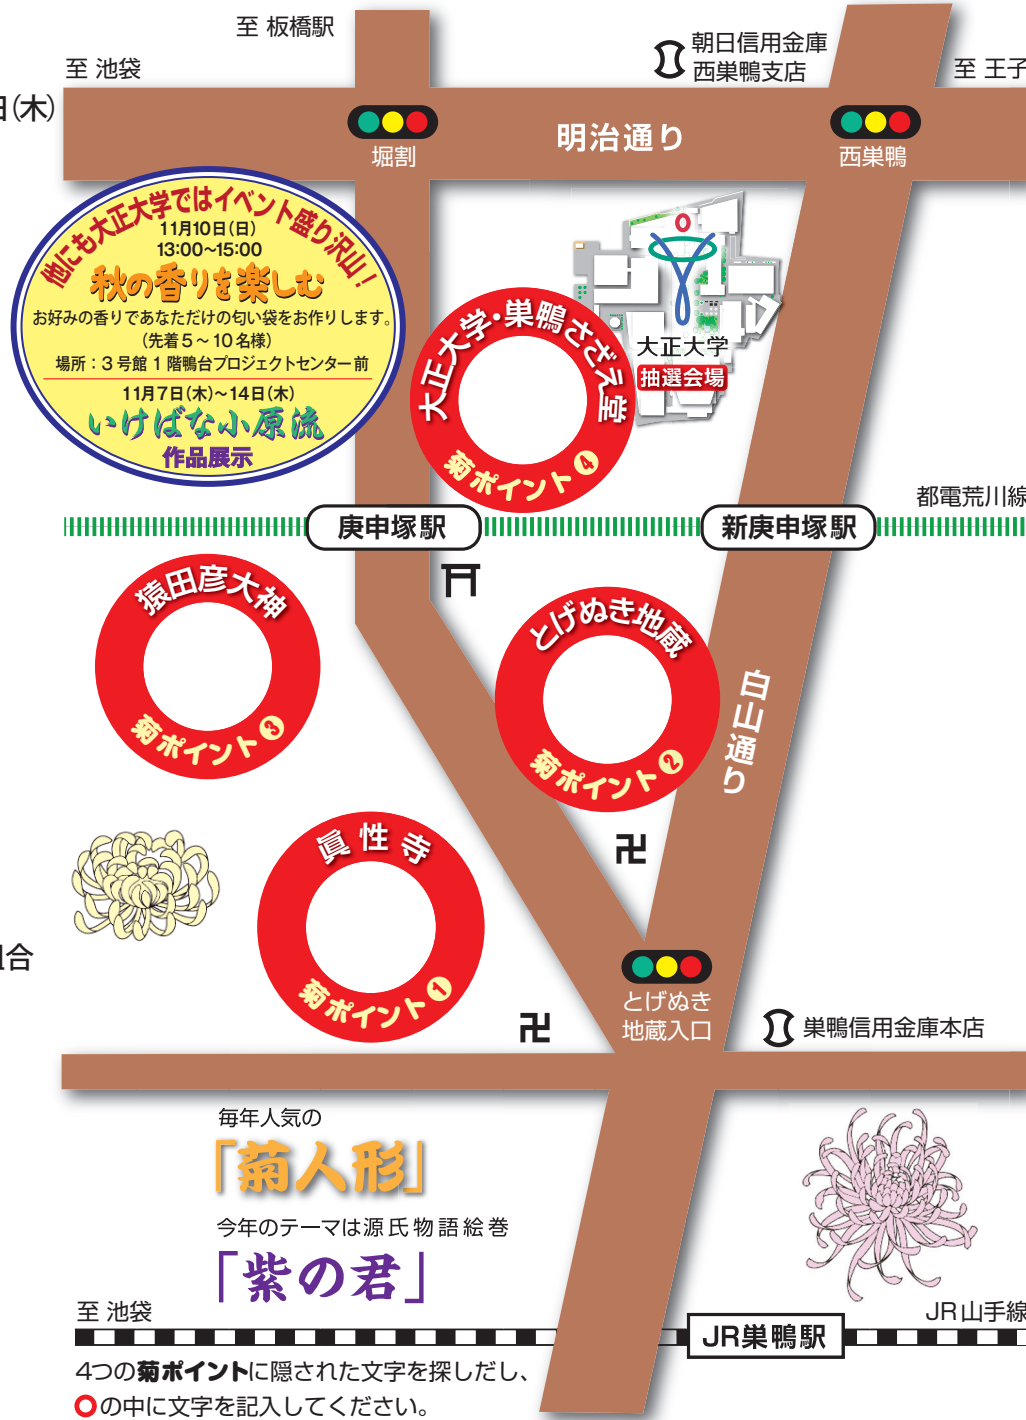 至 板橋駅
至 池袋
朝日信用金庫
西巣鴨支店
至 王子
日(木)
堀割
明治通り
西巣鴨
他にも大正大学ではイベント盛り沢山！
11月10日(日)
13:00〜15:00
秋の香りを楽しむ
お好みの香りであなただけの匂い袋をお作りします。
(先着5〜10名様)
場所：3号館1階鴨台プロジェクトセンター前
11月7日(木)〜14日(木)
いけばな小原流
作品展示
大正大学・巣鴨さざえ堂
菊ポイント❹
大正大学
抽選会場
都電荒川線
庚申塚駅
新庚申塚駅
猿田彦大神
菊ポイント❸
とげぬき地蔵
菊ポイント❷
白山通り
眞性寺
菊ポイント❶
卍
組合
とげぬき
地蔵入口
卍
巣鴨信用金庫本店
毎年人気の
「菊人形」
今年のテーマは源氏物語絵巻
「紫の君」
至 池袋
JR山手線
JR巣鴨駅
4つの菊ポイントに隠された文字を探しだし、
○の中に文字を記入してください。